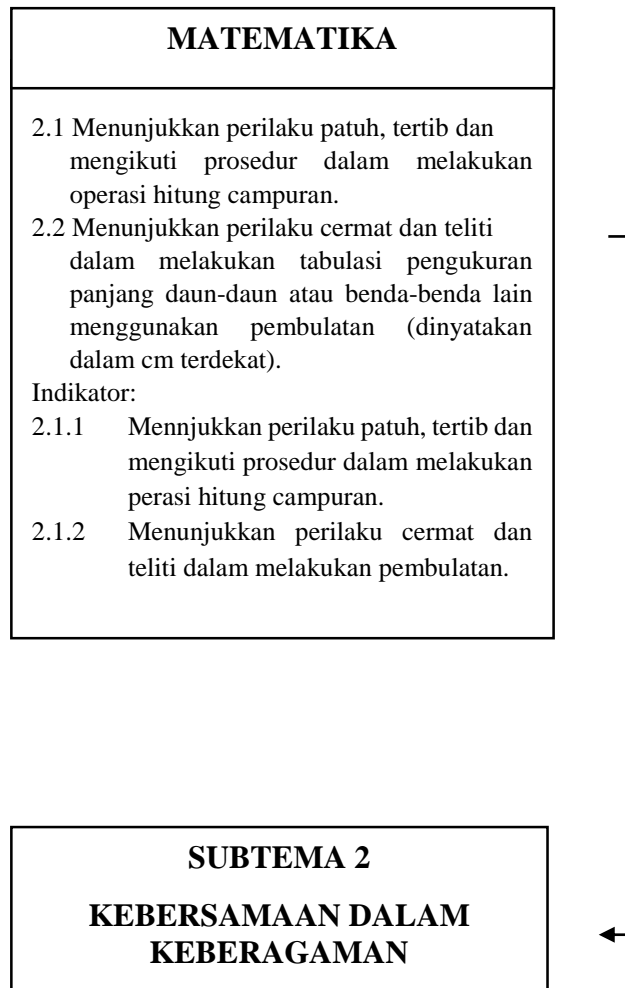 MATEMATIKA
2.1 Menunjukkan perilaku patuh, tertib dan
mengikuti prosedur dalam melakukan
operasi hitung campuran.
2.2 Menunjukkan perilaku cermat dan teliti
dalam melakukan tabulasi pengukuran
panjang daun-daun atau benda-benda lain
menggunakan pembulatan (dinyatakan
dalam cm terdekat).
Indikator:
2.1.1 Mennjukkan perilaku patuh, tertib dan
mengikuti prosedur dalam melakukan
perasi hitung campuran.
2.1.2 Menunjukkan perilaku cermat dan
teliti dalam melakukan pembulatan.
SUBTEMA 2
KEBERSAMAAN DALAM
KEBERAGAMAN